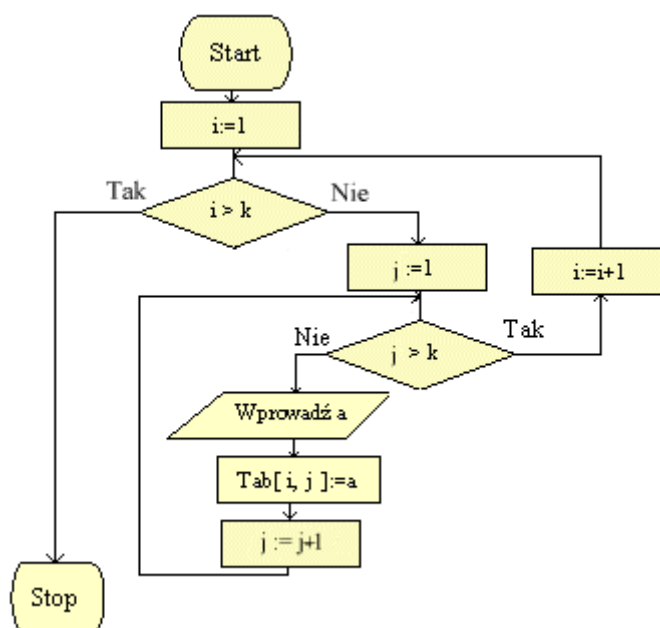 Start
i:=1
Tak
Nie
i > k
j :=1
i:=i+1
Nie
Tak
j > k
Wprowadź a
Tab[ i, j ]:=a
j := j+1
Stop